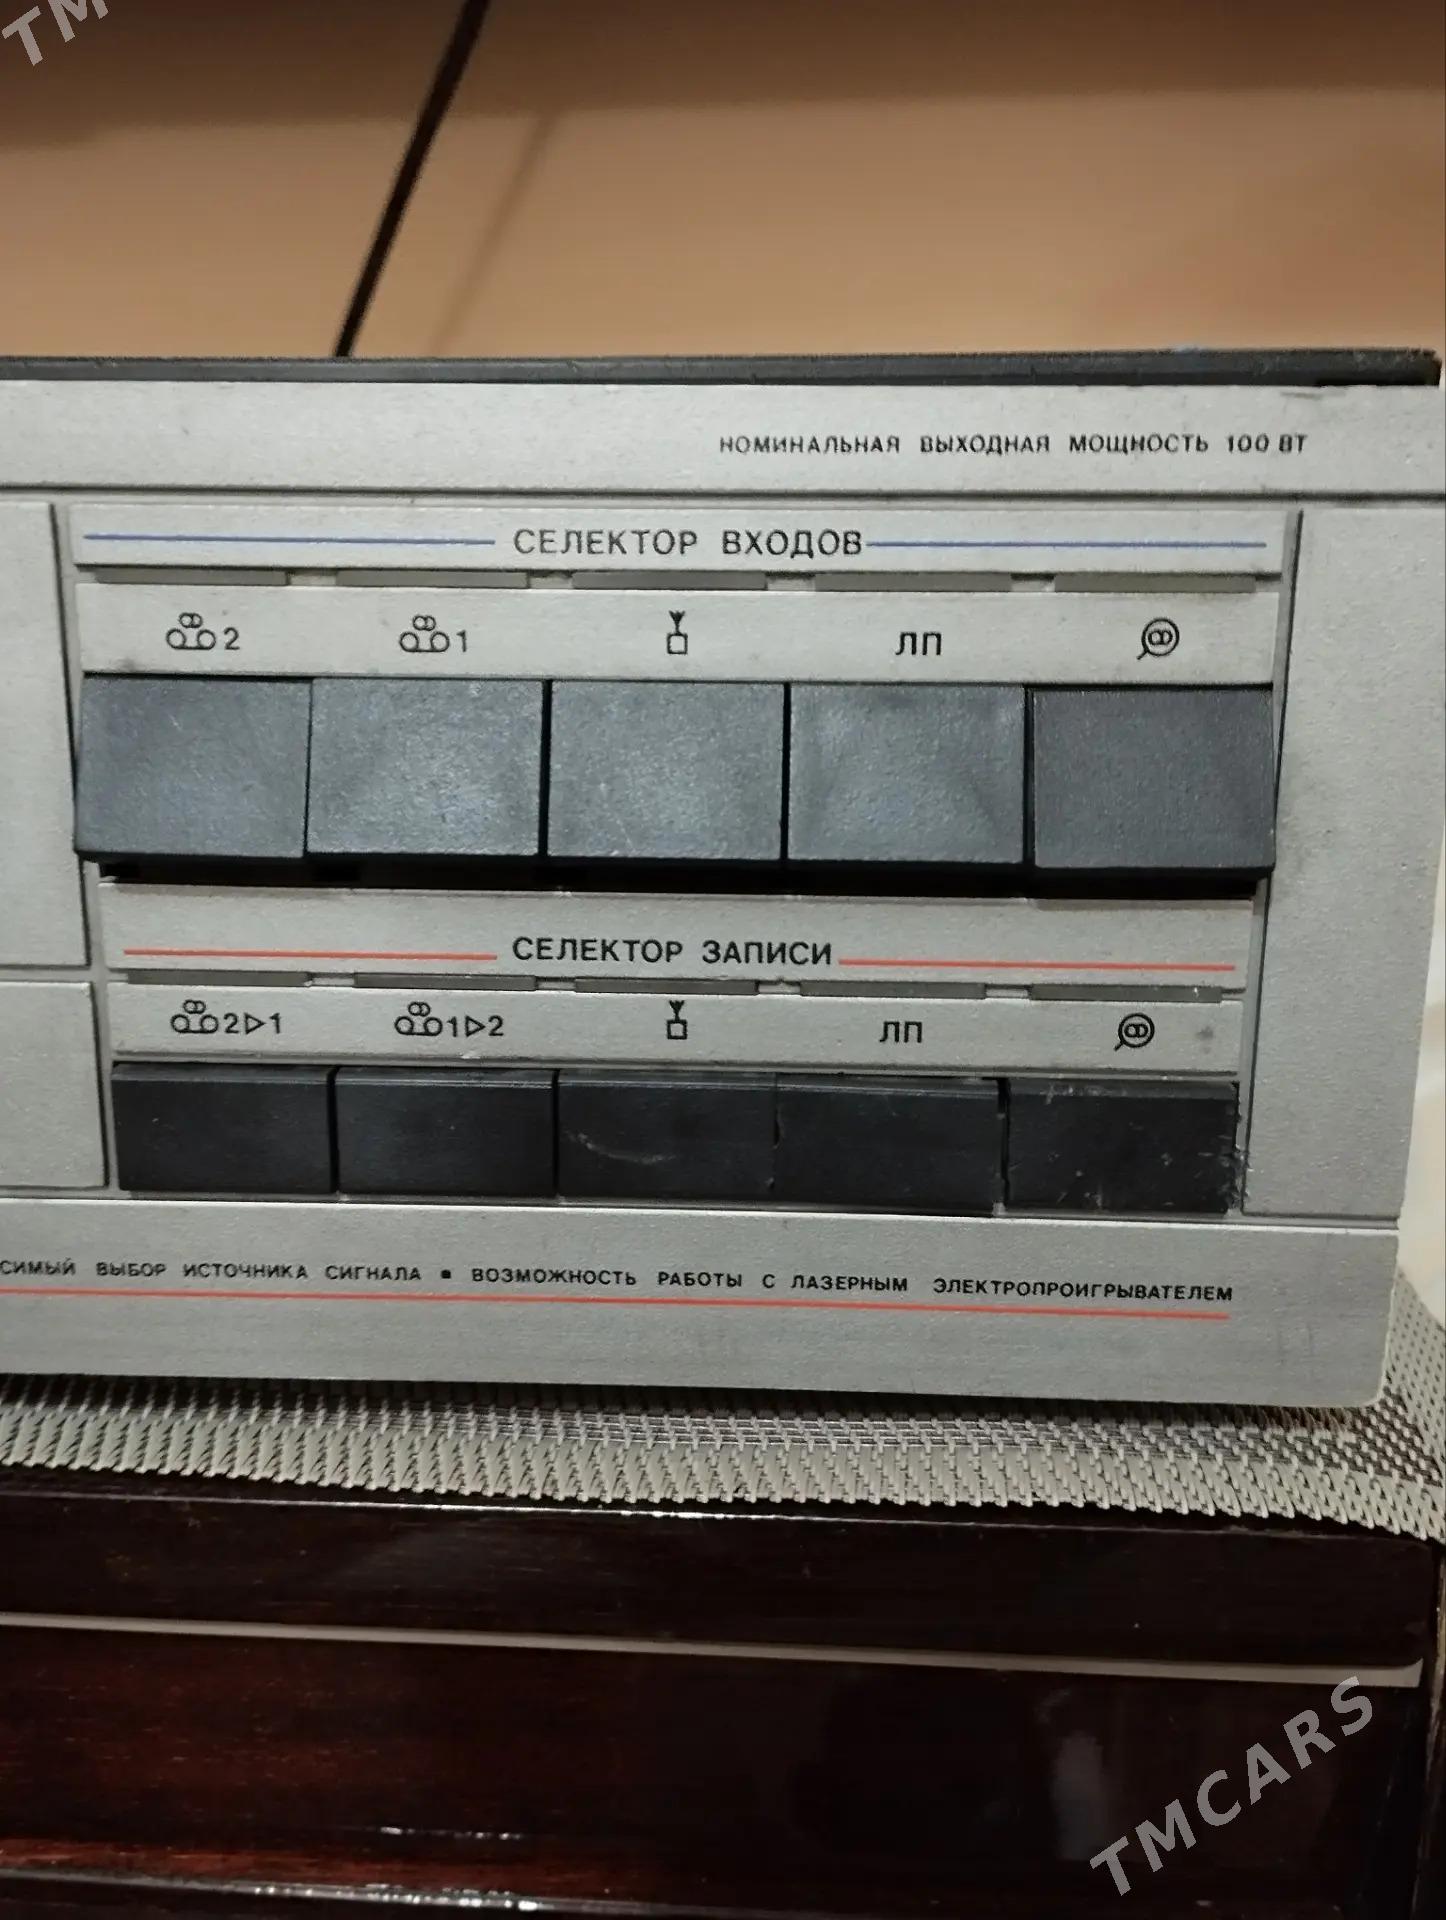 НОМИНАЛЬНАЯ ВЫХОДНАЯ МОЩНОСТЬ 100 ВТ
СЕЛЕКТОР ВХОДОВ
2 1 ЛП
СЕЛЕКТОР ЗАПИСИ
2▷1 1▷2 ЛП
СИМЫЙ ВЫБОР ИСТОЧНИКА СИГНАЛА ▪ ВОЗМОЖНОСТЬ РАБОТЫ С ЛАЗЕРНЫМ ЭЛЕКТРОПРОИГРЫВАТЕЛЕМ
TMCARS